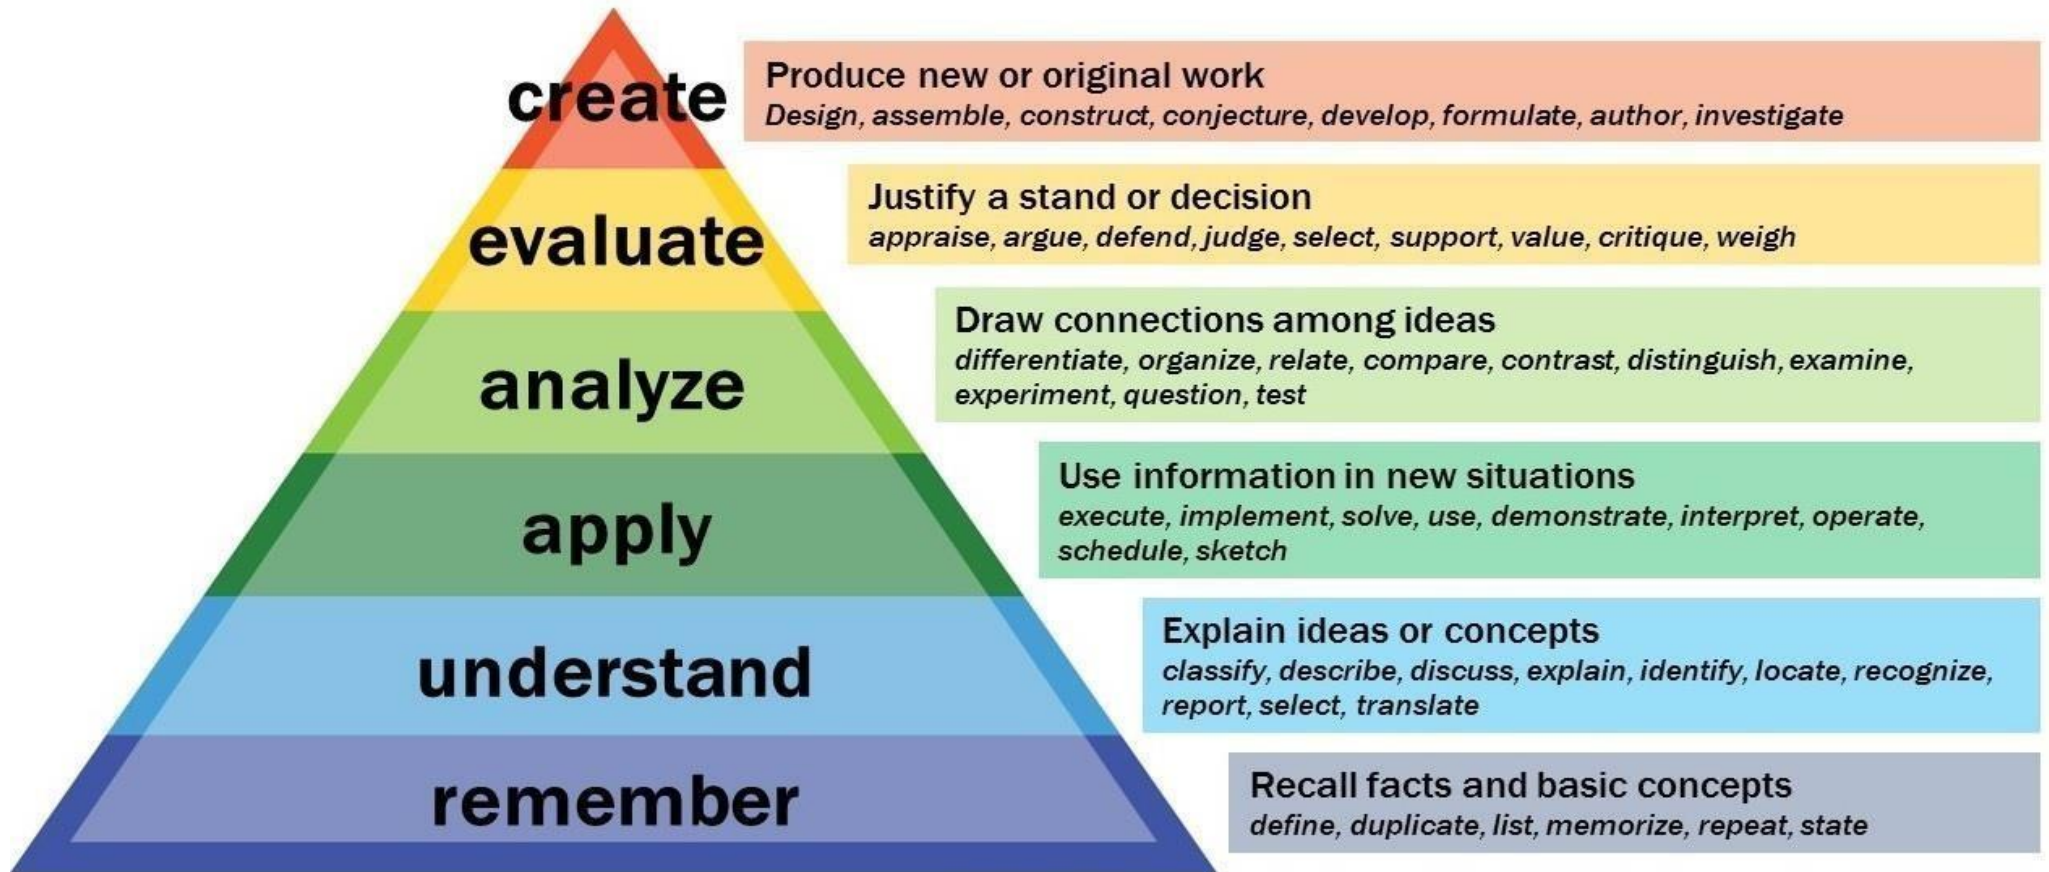 create
Produce new or original work
Design, assemble, construct, conjecture, develop, formulate, author, investigate
evaluate
Justify a stand or decision
appraise, argue, defend, judge, select, support, value, critique, weigh
analyze
Draw connections among ideas
differentiate, organize, relate, compare, contrast, distinguish, examine,
experiment, question, test
apply
Use information in new situations
execute, implement, solve, use, demonstrate, interpret, operate,
schedule, sketch
understand
Explain ideas or concepts
classify, describe, discuss, explain, identify, locate, recognize,
report, select, translate
remember
Recall facts and basic concepts
define, duplicate, list, memorize, repeat, state